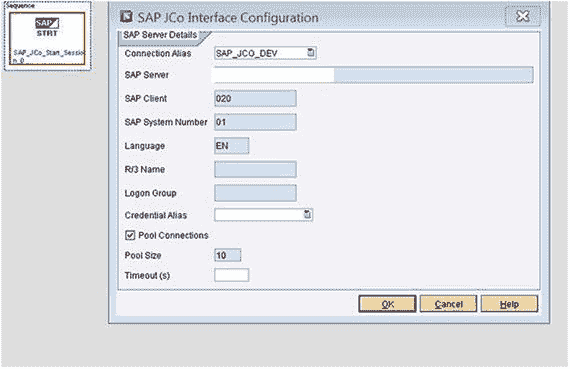 Sequence
SAP
STRT
SAP_JCo_Start_Sessio
n_0
SAP JCo Interface Configuration
SAP Server Details
Connection Alias SAP_JCO_DEV
SAP Server
SAP Client 020
SAP System Number 01
Language EN
R/3 Name
Logon Group
Credential Alias
Pool Connections
Pool Size 10
Timeout (s)
OK Cancel Help